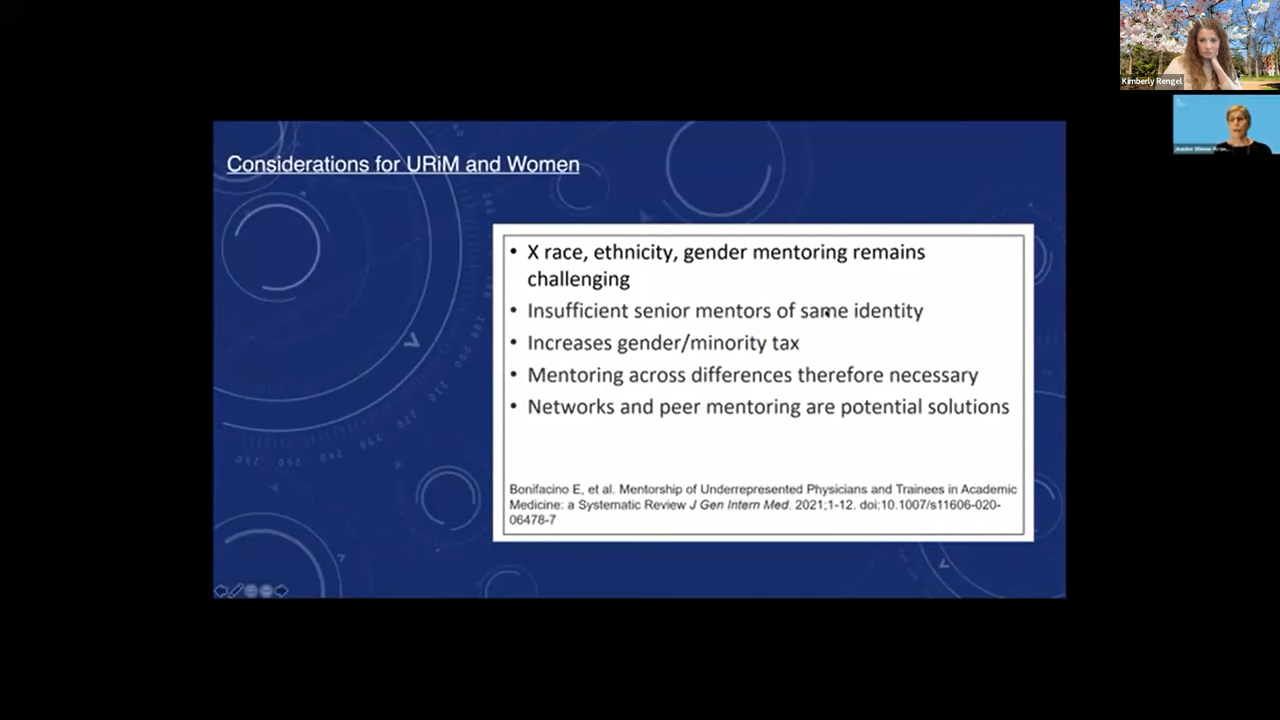 Kimberly Rengel
Considerations for URiM and Women
• X race, ethnicity, gender mentoring remains
challenging
• Insufficient senior mentors of same identity
• Increases gender/minority tax
• Mentoring across differences therefore necessary
• Networks and peer mentoring are potential solutions
Bonifacino E, et al. Mentorship of Underrepresented Physicians and Trainees in Academic
Medicine: a Systematic Review J Gen Intern Med. 2021;1-12. doi:10.1007/s11606-020-
06478-7